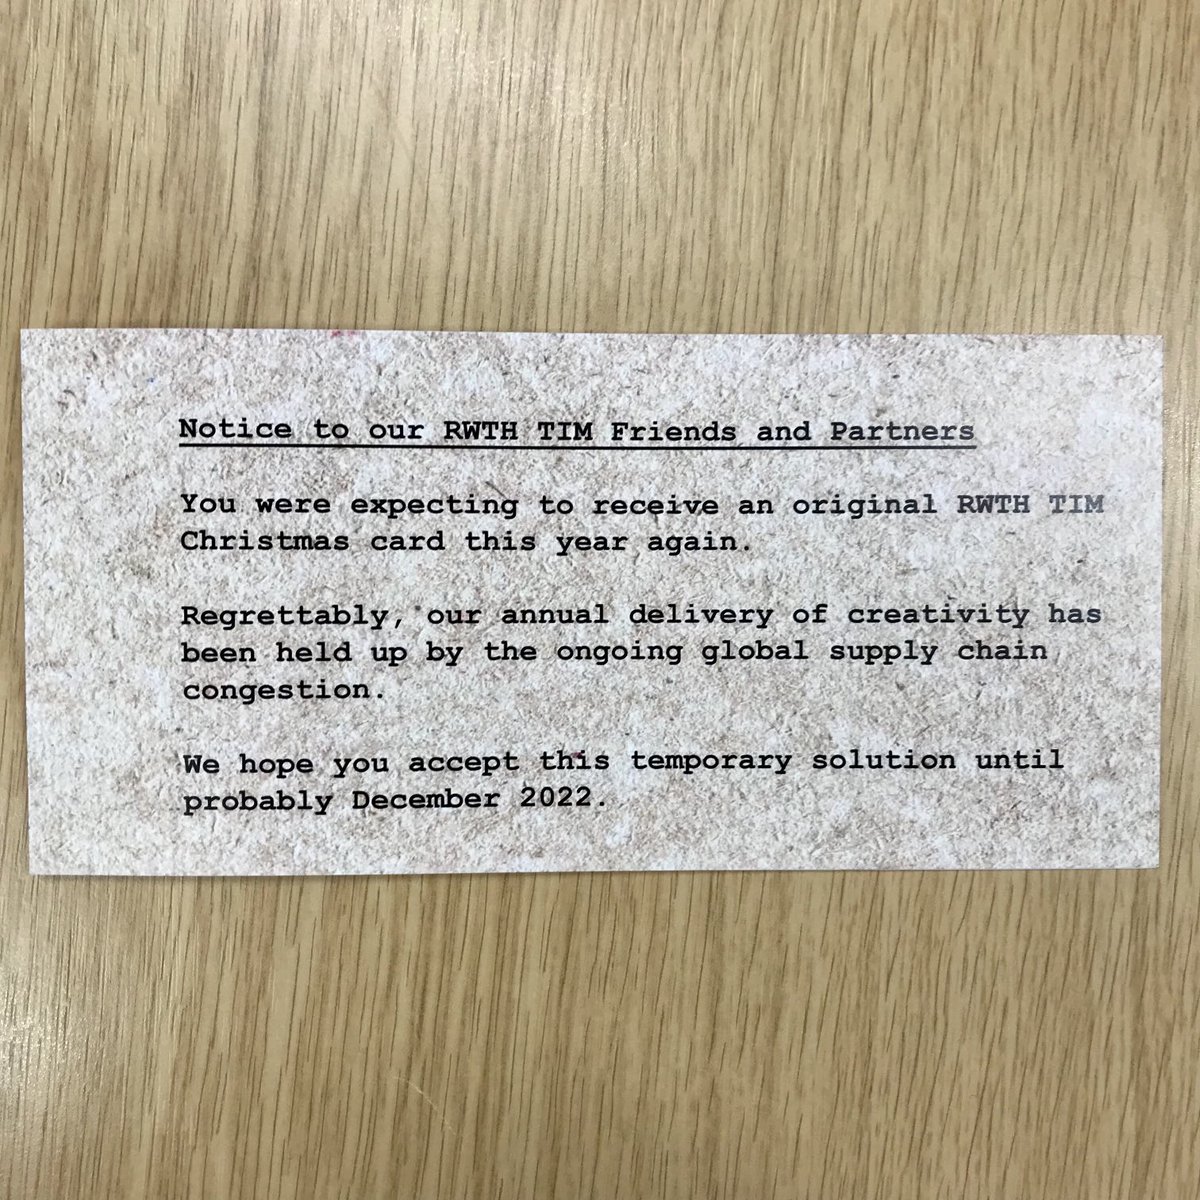 Notice to our RWTH TIM Friends and Partners
You were expecting to receive an original RWTH TIM
Christmas card this year again.
Regrettably, our annual delivery of creativity has
been held up by the ongoing global supply chain
congestion.
We hope you accept this temporary solution until
probably December 2022.